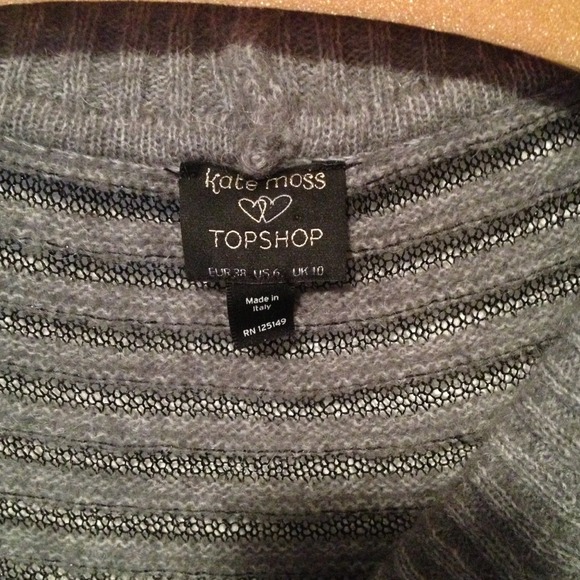 kate moss
TOPSHOP
EUR 38 US 6 UK 10
Made in
Italy
RN 125149